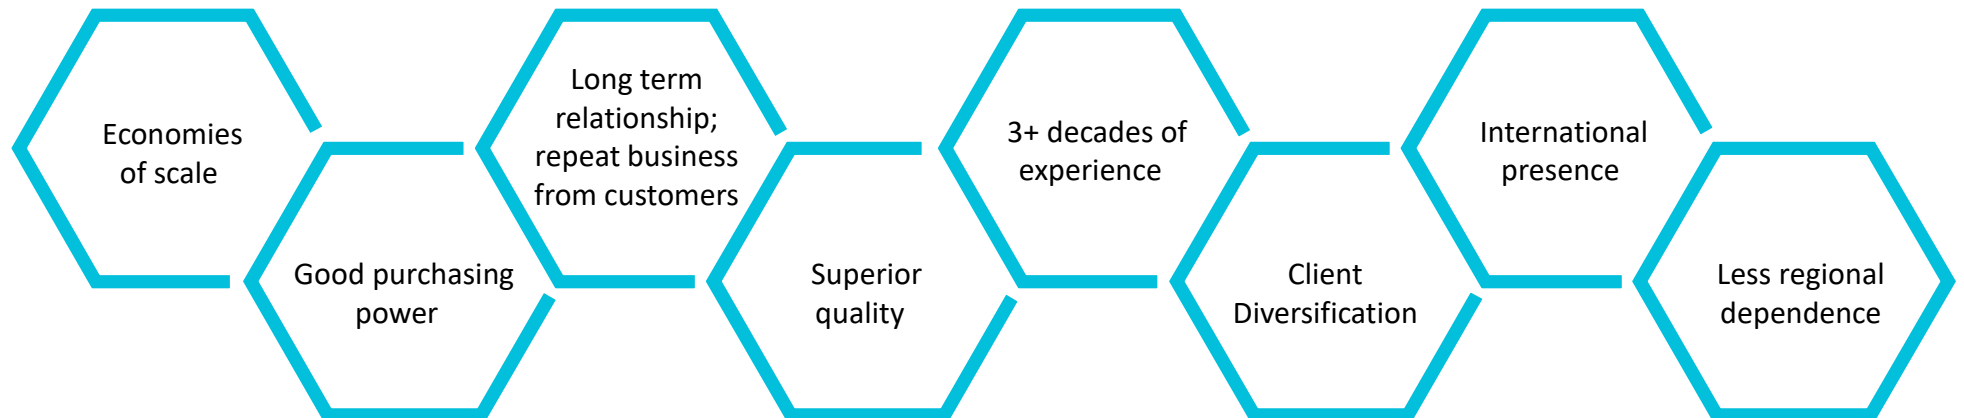 Economies
of scale
Good purchasing
power
Long term
relationship;
repeat business
from customers
Superior
quality
3+ decades of
experience
Client
Diversification
International
presence
Less regional
dependence